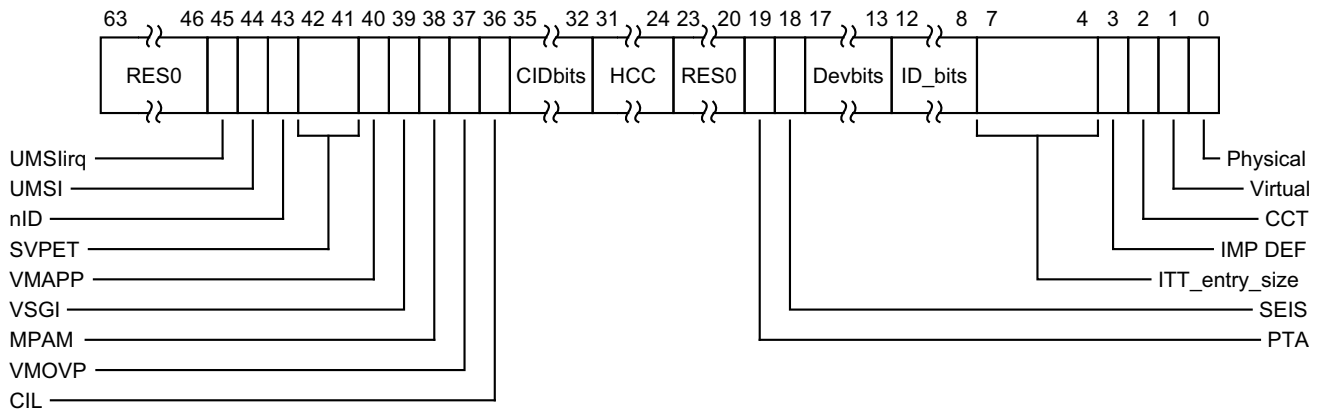 63 46 45 44 43 42 41 40 39 38 37 36 35 32 31 24 23 20 19 18 17 13 12 8 7 4 3 2 1 0
RES0 CIDbits HCC RES0 Devbits ID_bits
UMSIirq Physical
UMSI Virtual
nID CCT
SVPET IMP DEF
VMAPP ITT_entry_size
VSGI SEIS
MPAM PTA
VMOVP
CIL